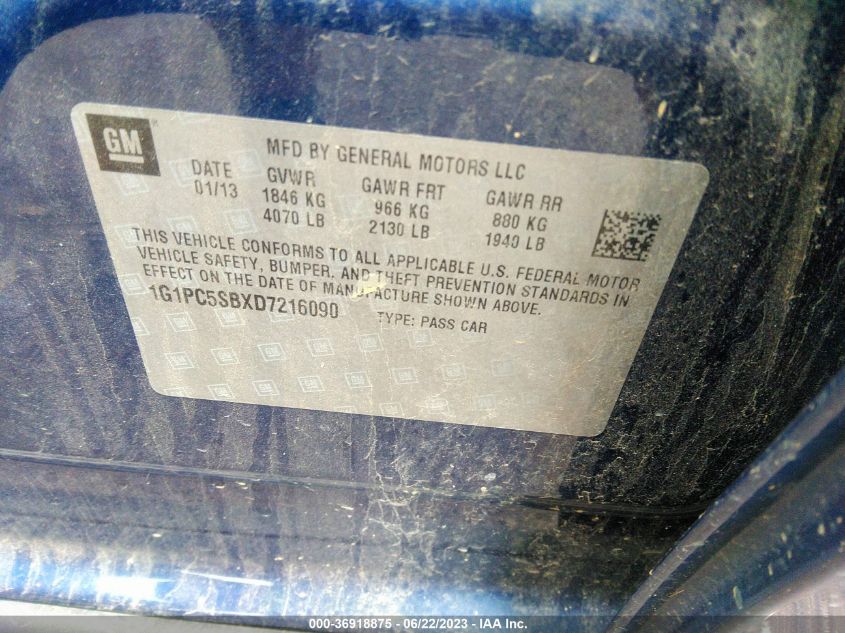 GM
MFD BY GENERAL MOTORS LLC
DATE GVWR GAWR FRT GAWR RR
01/13 1846 KG 966 KG 880 KG
4070 LB 2130 LB 1940 LB
THIS VEHICLE CONFORMS TO ALL APPLICABLE U.S. FEDERAL MOTOR
VEHICLE SAFETY, BUMPER, AND THEFT PREVENTION STANDARDS IN
EFFECT ON THE DATE OF MANUFACTURE SHOWN ABOVE.
1G1PC5SBXD7216090 TYPE: PASS CAR
000-36918875 - 06/22/2023 - © IAA Inc.